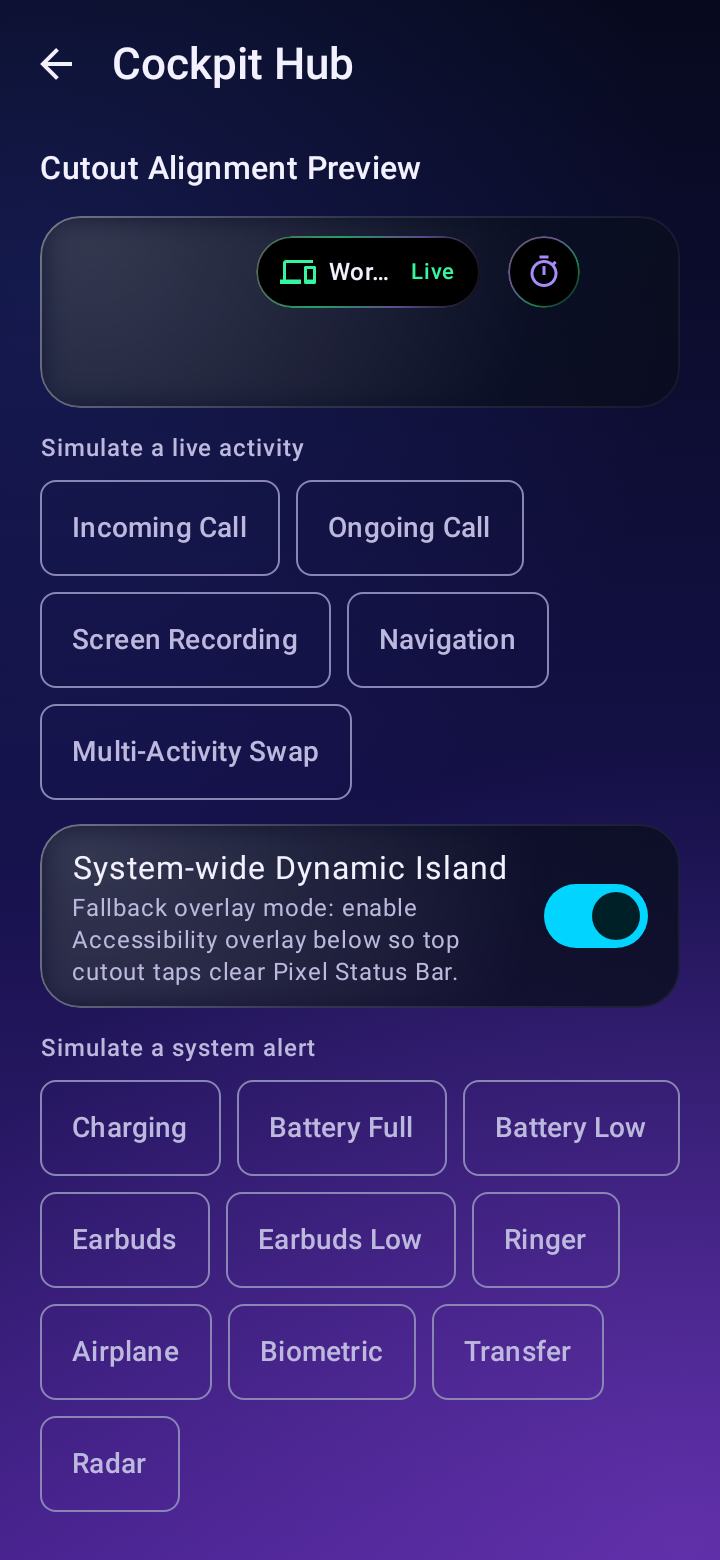 Cockpit Hub
Cutout Alignment Preview
Wor... Live
Simulate a live activity
Incoming Call
Ongoing Call
Screen Recording
Navigation
Multi-Activity Swap
System-wide Dynamic Island
Fallback overlay mode: enable
Accessibility overlay below so top
cutout taps clear Pixel Status Bar.
Simulate a system alert
Charging
Battery Full
Battery Low
Earbuds
Earbuds Low
Ringer
Airplane
Biometric
Transfer
Radar